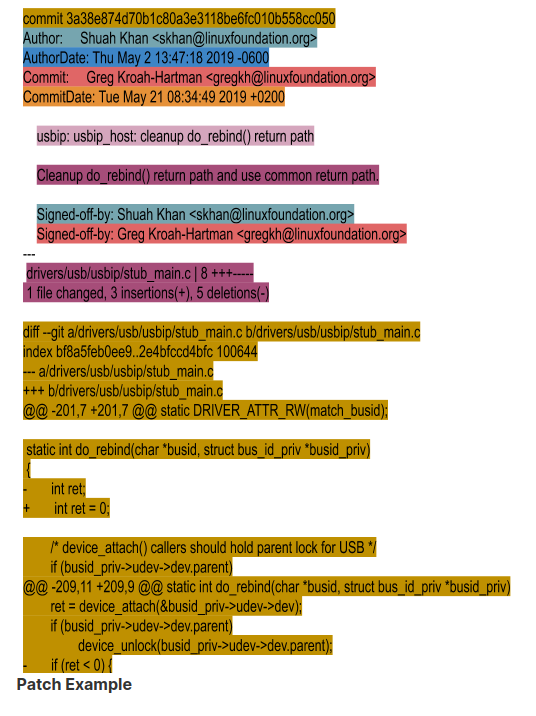 commit 3a38e874d70b1c80a3e3118be6fc010b558cc050
Author: Shuah Khan <skhan@linuxfoundation.org>
AuthorDate: Thu May 2 13:47:18 2019 -0600
Commit: Greg Kroah-Hartman <gregkh@linuxfoundation.org>
CommitDate: Tue May 21 08:34:49 2019 +0200
usbip: usbip_host: cleanup do_rebind() return path
Cleanup do_rebind() return path and use common return path.
Signed-off-by: Shuah Khan <skhan@linuxfoundation.org>
Signed-off-by: Greg Kroah-Hartman <gregkh@linuxfoundation.org>
---
drivers/usb/usbip/stub_main.c | 8 +++-----
1 file changed, 3 insertions(+), 5 deletions(-)
diff --git a/drivers/usb/usbip/stub_main.c b/drivers/usb/usbip/stub_main.c
index bf8a5feb0ee9..2e4bfccd4bfc 100644
--- a/drivers/usb/usbip/stub_main.c
+++ b/drivers/usb/usbip/stub_main.c
@@ -201,7 +201,7 @@ static DRIVER_ATTR_RW(match_busid);
static int do_rebind(char *busid, struct bus_id_priv *busid_priv)
{
- int ret;
+ int ret = 0;
/* device_attach() callers should hold parent lock for USB */
if (busid_priv->udev->dev.parent)
@@ -209,11 +209,9 @@ static int do_rebind(char *busid, struct bus_id_priv *busid_priv)
ret = device_attach(&busid_priv->udev->dev);
if (busid_priv->udev->dev.parent)
device_unlock(busid_priv->udev->dev.parent);
- if (ret < 0) {
Patch Example